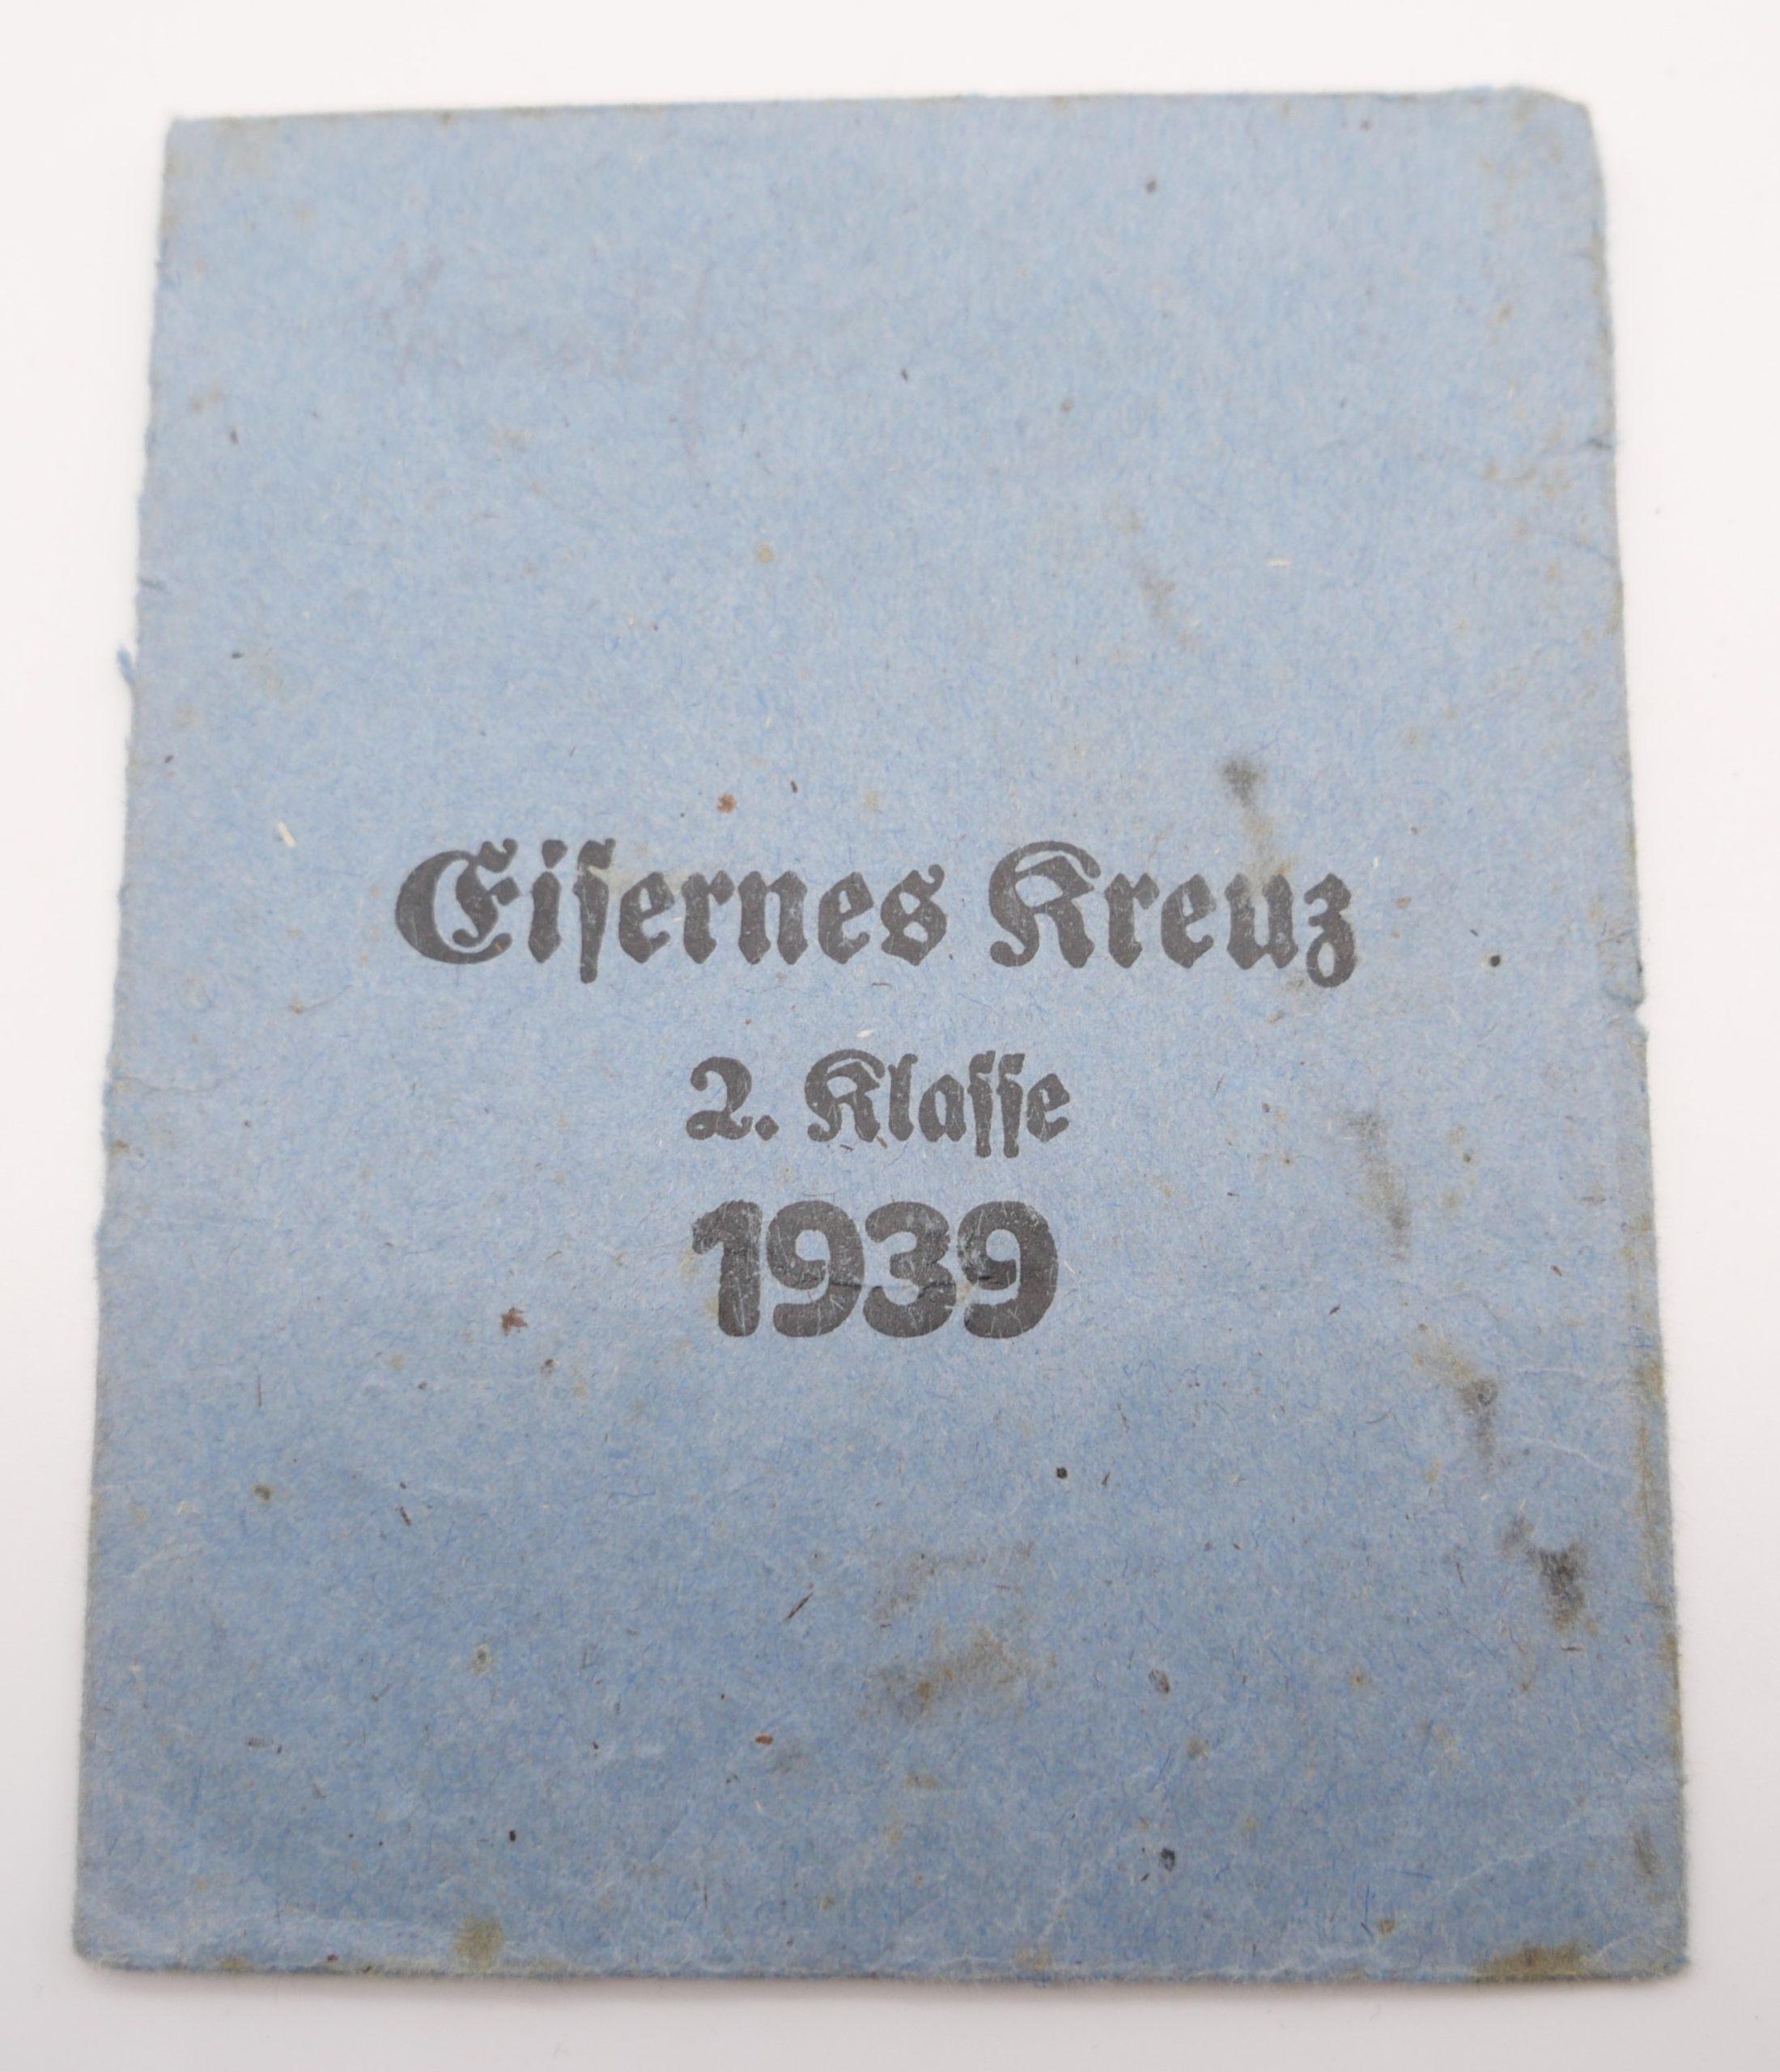 Eiſernes Kreuz
2. Klaſſe
1939